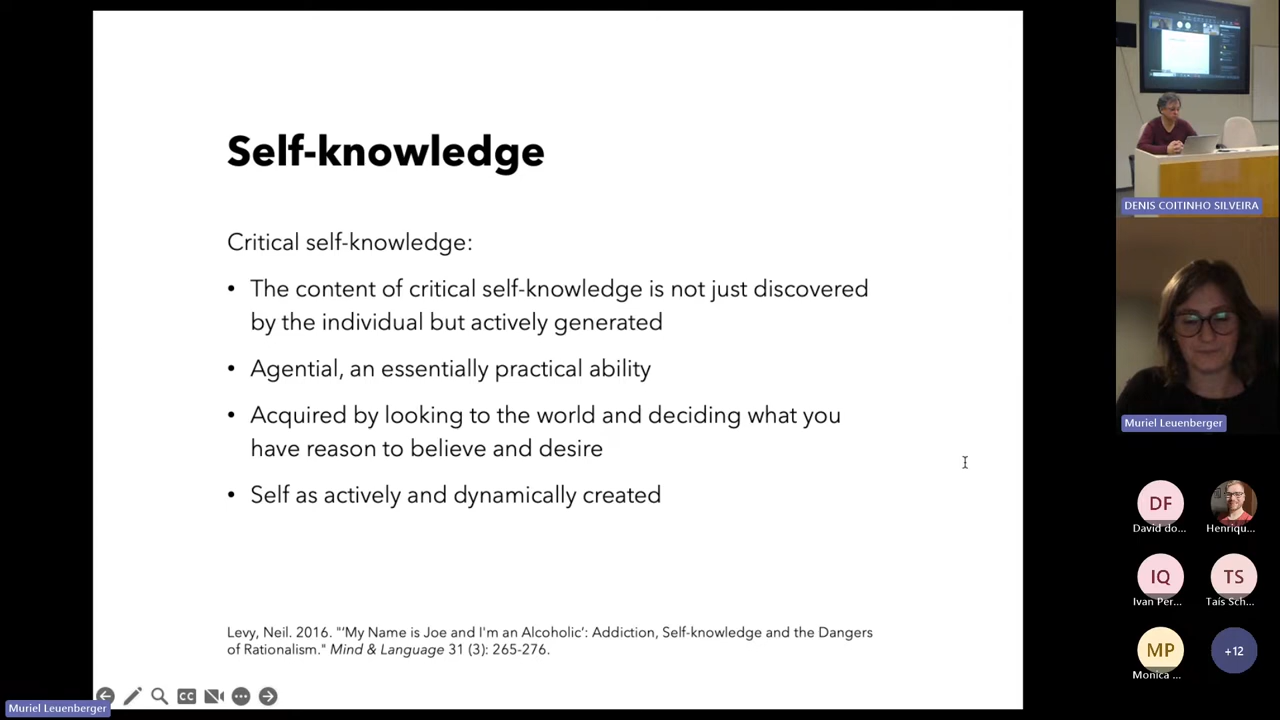 Self-knowledge
Critical self-knowledge:
• The content of critical self-knowledge is not just discovered
by the individual but actively generated
• Agential, an essentially practical ability
• Acquired by looking to the world and deciding what you
have reason to believe and desire
• Self as actively and dynamically created
Levy, Neil. 2016. "‘My Name is Joe and I'm an Alcoholic’: Addiction, Self-knowledge and the Dangers
of Rationalism." Mind & Language 31 (3): 265-276.
CC
Muriel Leuenberger
DENIS COITINHO SILVEIRA
Muriel Leuenberger
DF
David do...
Henriqu...
IQ
TS
Ivan Per...
Taís Sch...
MP
+12
Monica ...